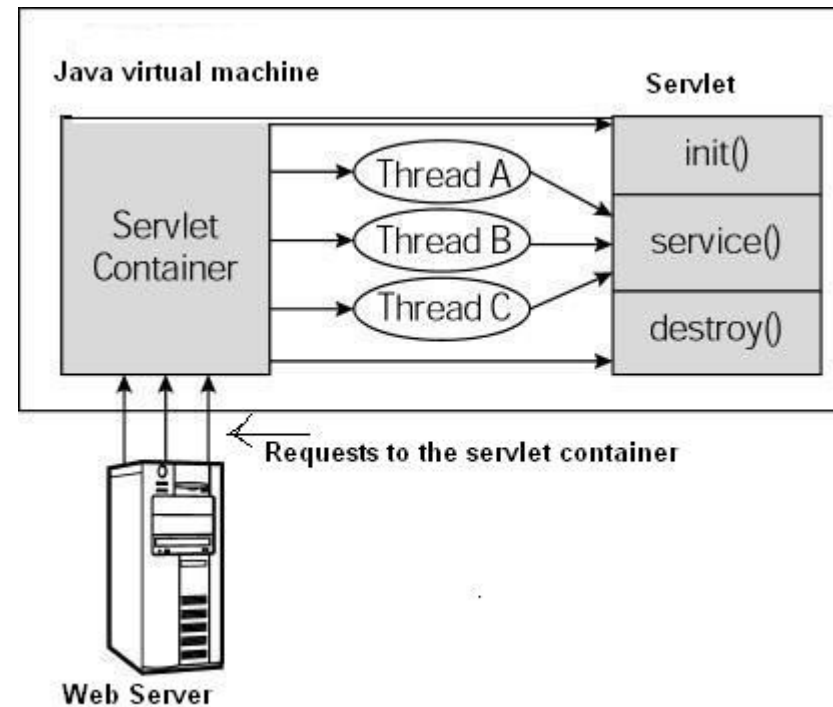 Java virtual machine
Servlet
Servlet
Container
Thread A
Thread B
Thread C
init()
service()
destroy()
Requests to the servlet container
Web Server